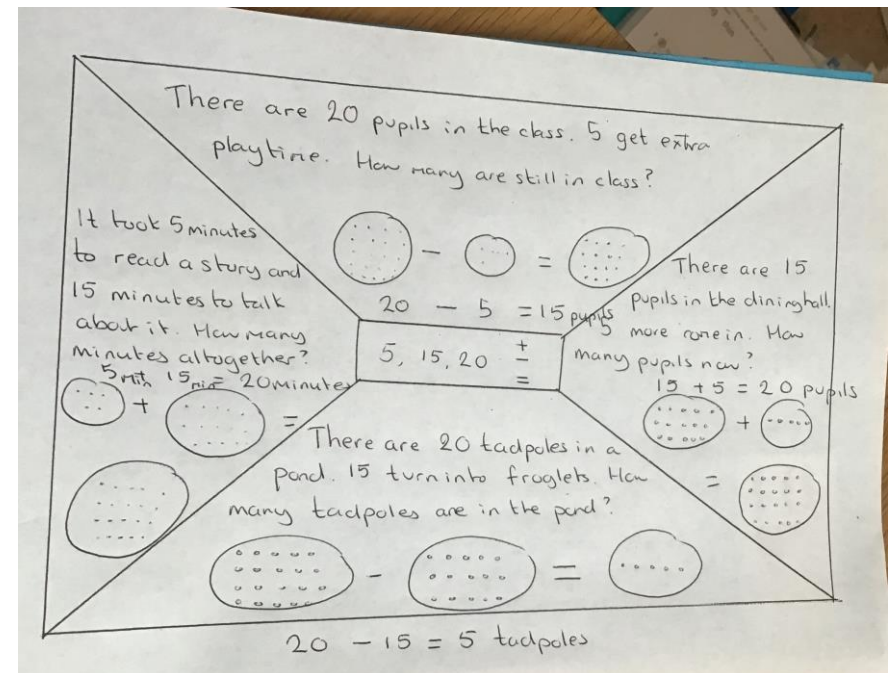 There are 20 pupils in the class. 5 get extra
playtime. How many are still in class?
20 - 5 = 15 pupils
It took 5 minutes
to read a story and
15 minutes to talk
about it. How many
minutes altogether?
5 min + 15 min = 20 minutes
+ =
5, 15, 20 + - =
There are 15
pupils in the dining hall.
5 more come in. How
many pupils now?
15 + 5 = 20 pupils
+
=
There are 20 tadpoles in a
pond. 15 turn into froglets. How
many tadpoles are in the pond?
- =
20 - 15 = 5 tadpoles